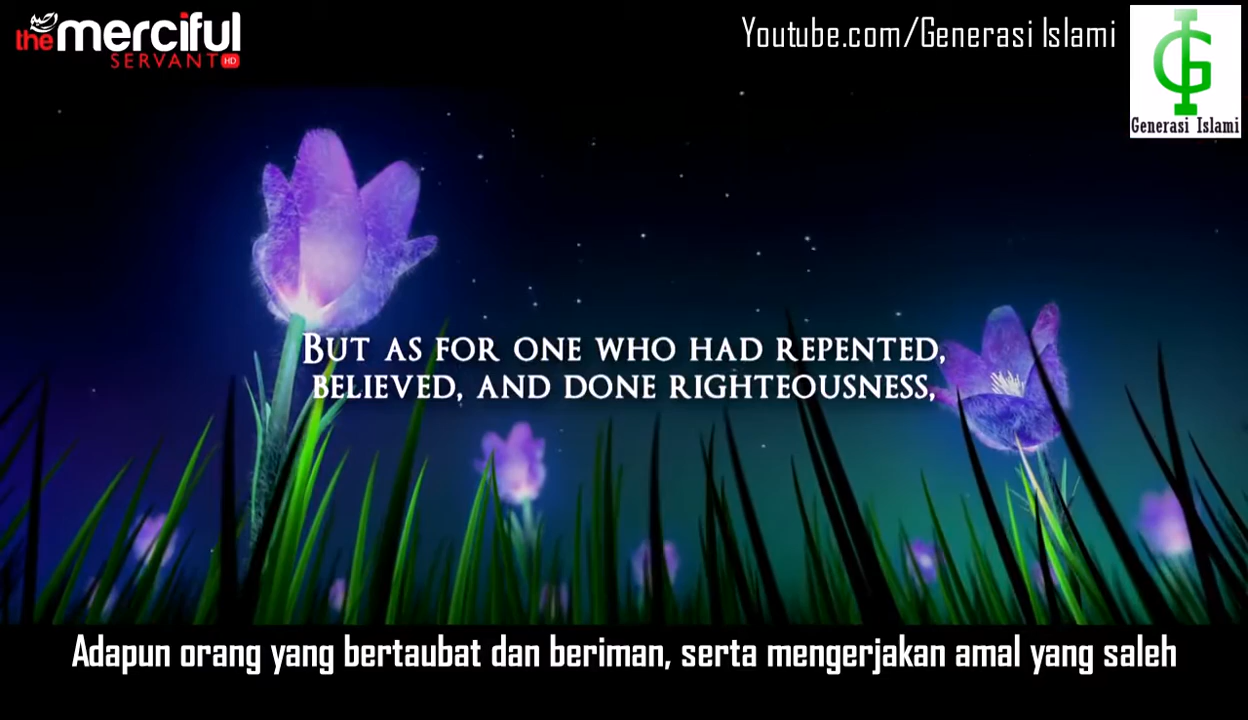 the merciful
SERVANT HD
Youtube.com/Generasi Islami
Generasi Islami
BUT AS FOR ONE WHO HAD REPENTED,
BELIEVED, AND DONE RIGHTEOUSNESS,
Adapun orang yang bertaubat dan beriman, serta mengerjakan amal yang saleh